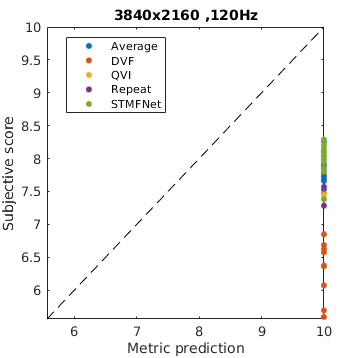 3840x2160 ,120Hz
10
9.5
9
8.5
8
7.5
7
6.5
6
Subjective score
Average
DVF
QVI
Repeat
STMFNet
6 7 8 9 10
Metric prediction